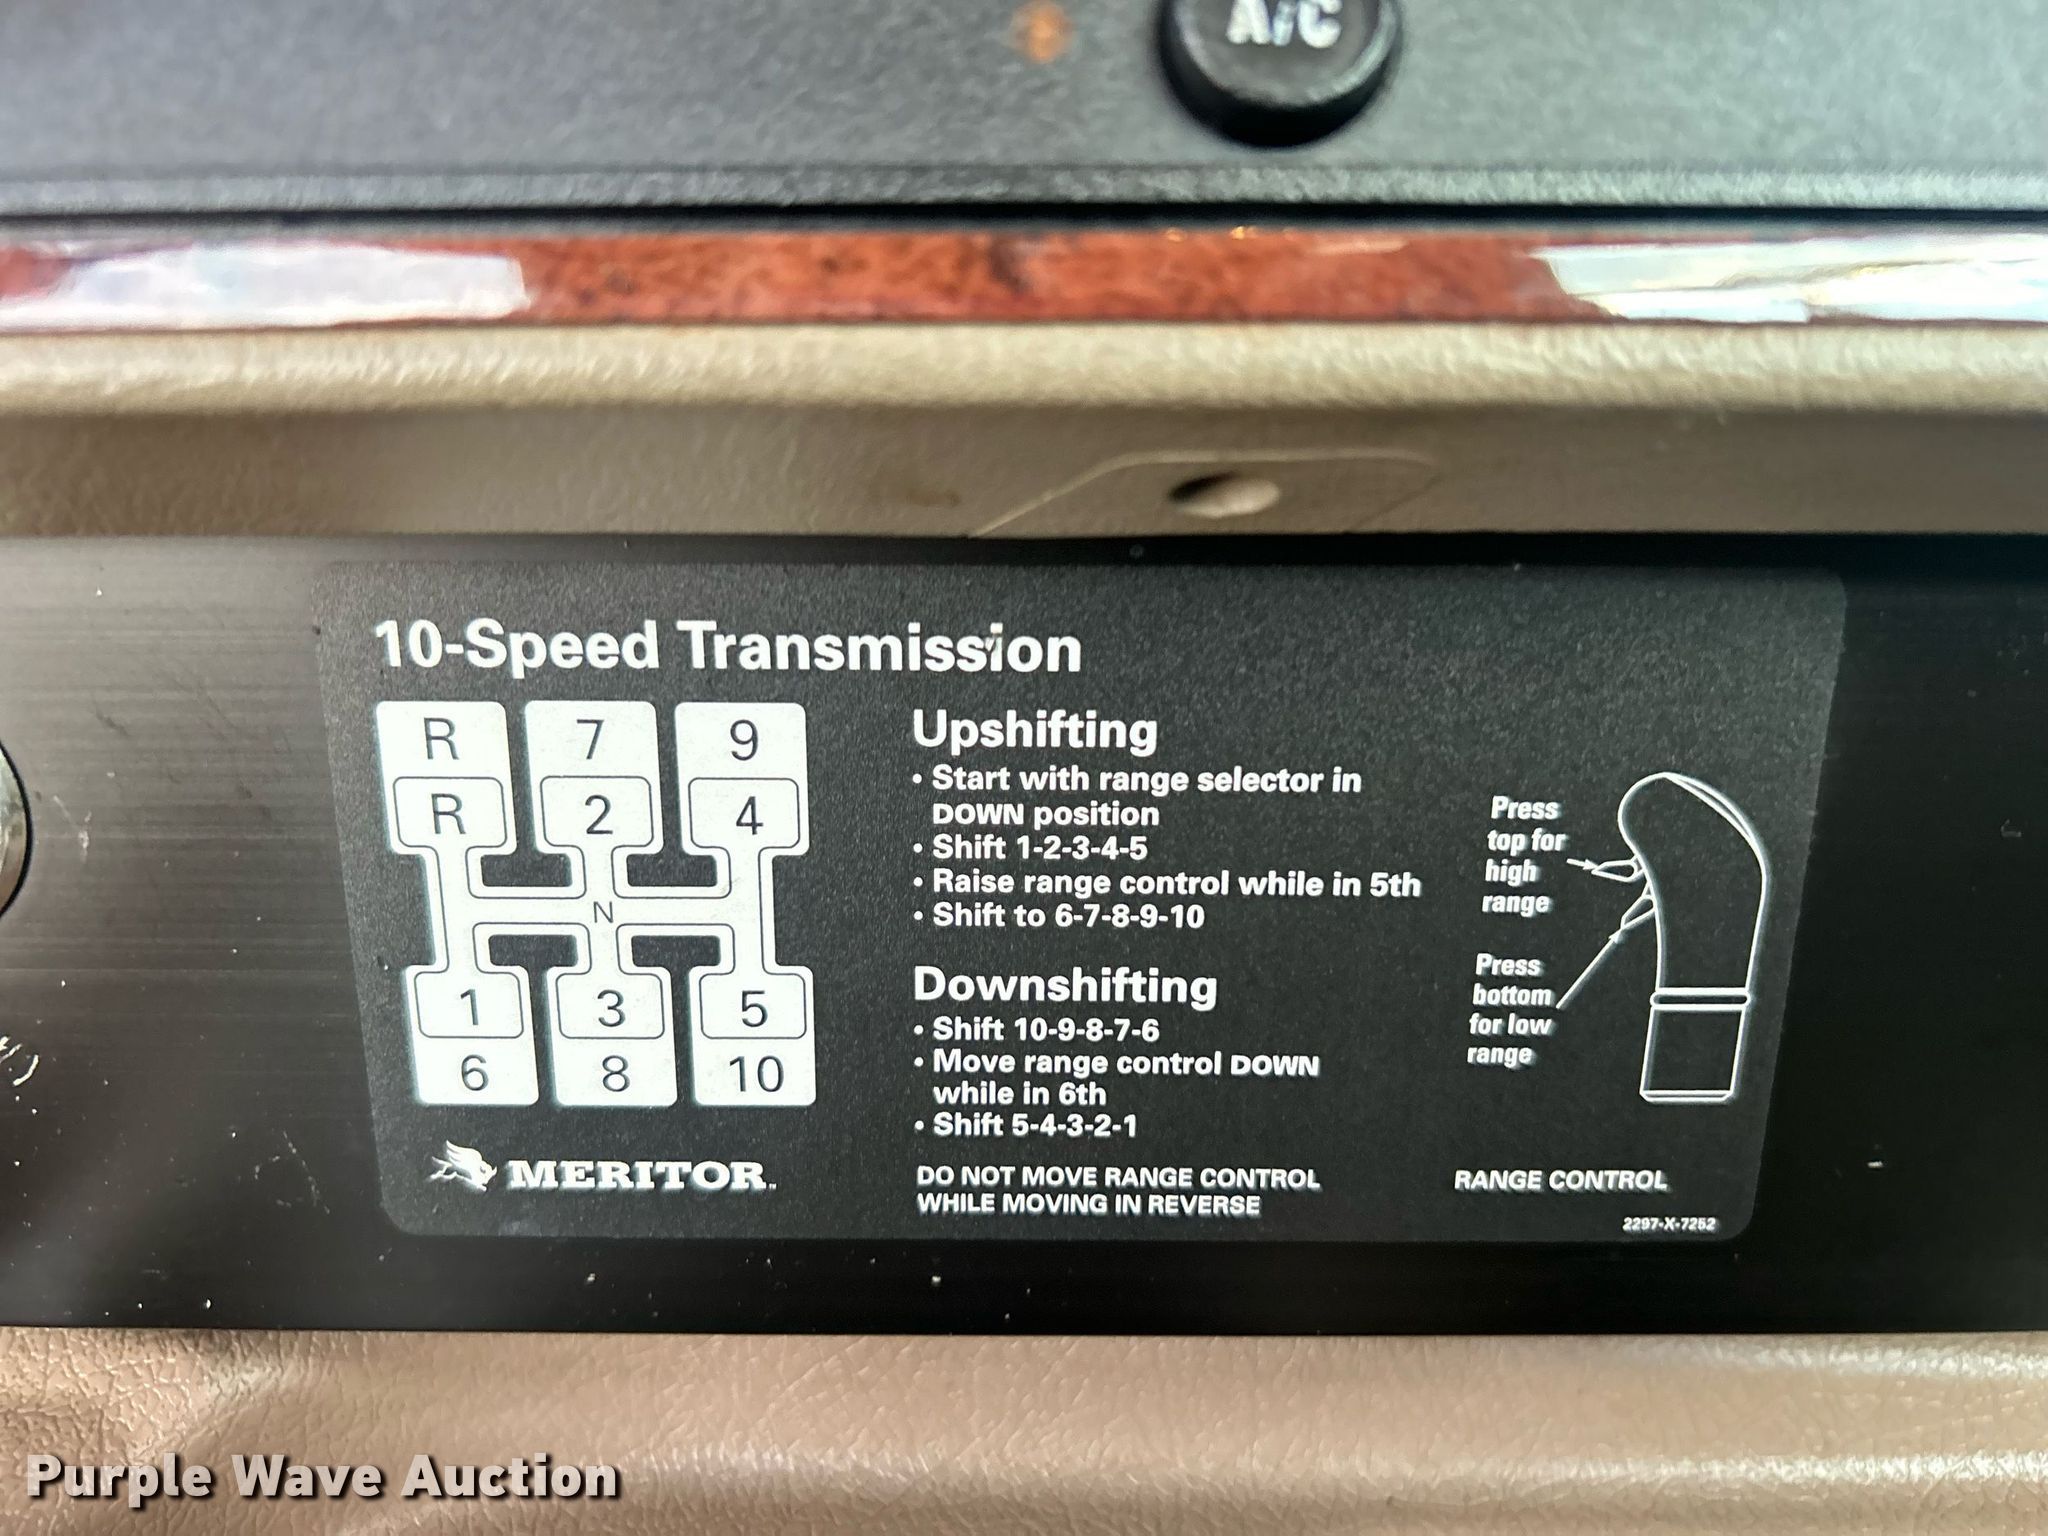 A/C
10-Speed Transmission
R 7 9
R 2 4
N
1 3 5
6 8 10
MERITOR™
Upshifting
• Start with range selector in
DOWN position
• Shift 1-2-3-4-5
• Raise range control while in 5th
• Shift to 6-7-8-9-10
Downshifting
• Shift 10-9-8-7-6
• Move range control DOWN
while in 6th
• Shift 5-4-3-2-1
DO NOT MOVE RANGE CONTROL
WHILE MOVING IN REVERSE
Press
top for
high
range
Press
bottom
for low
range
RANGE CONTROL
2297-X-7252
Purple Wave Auction